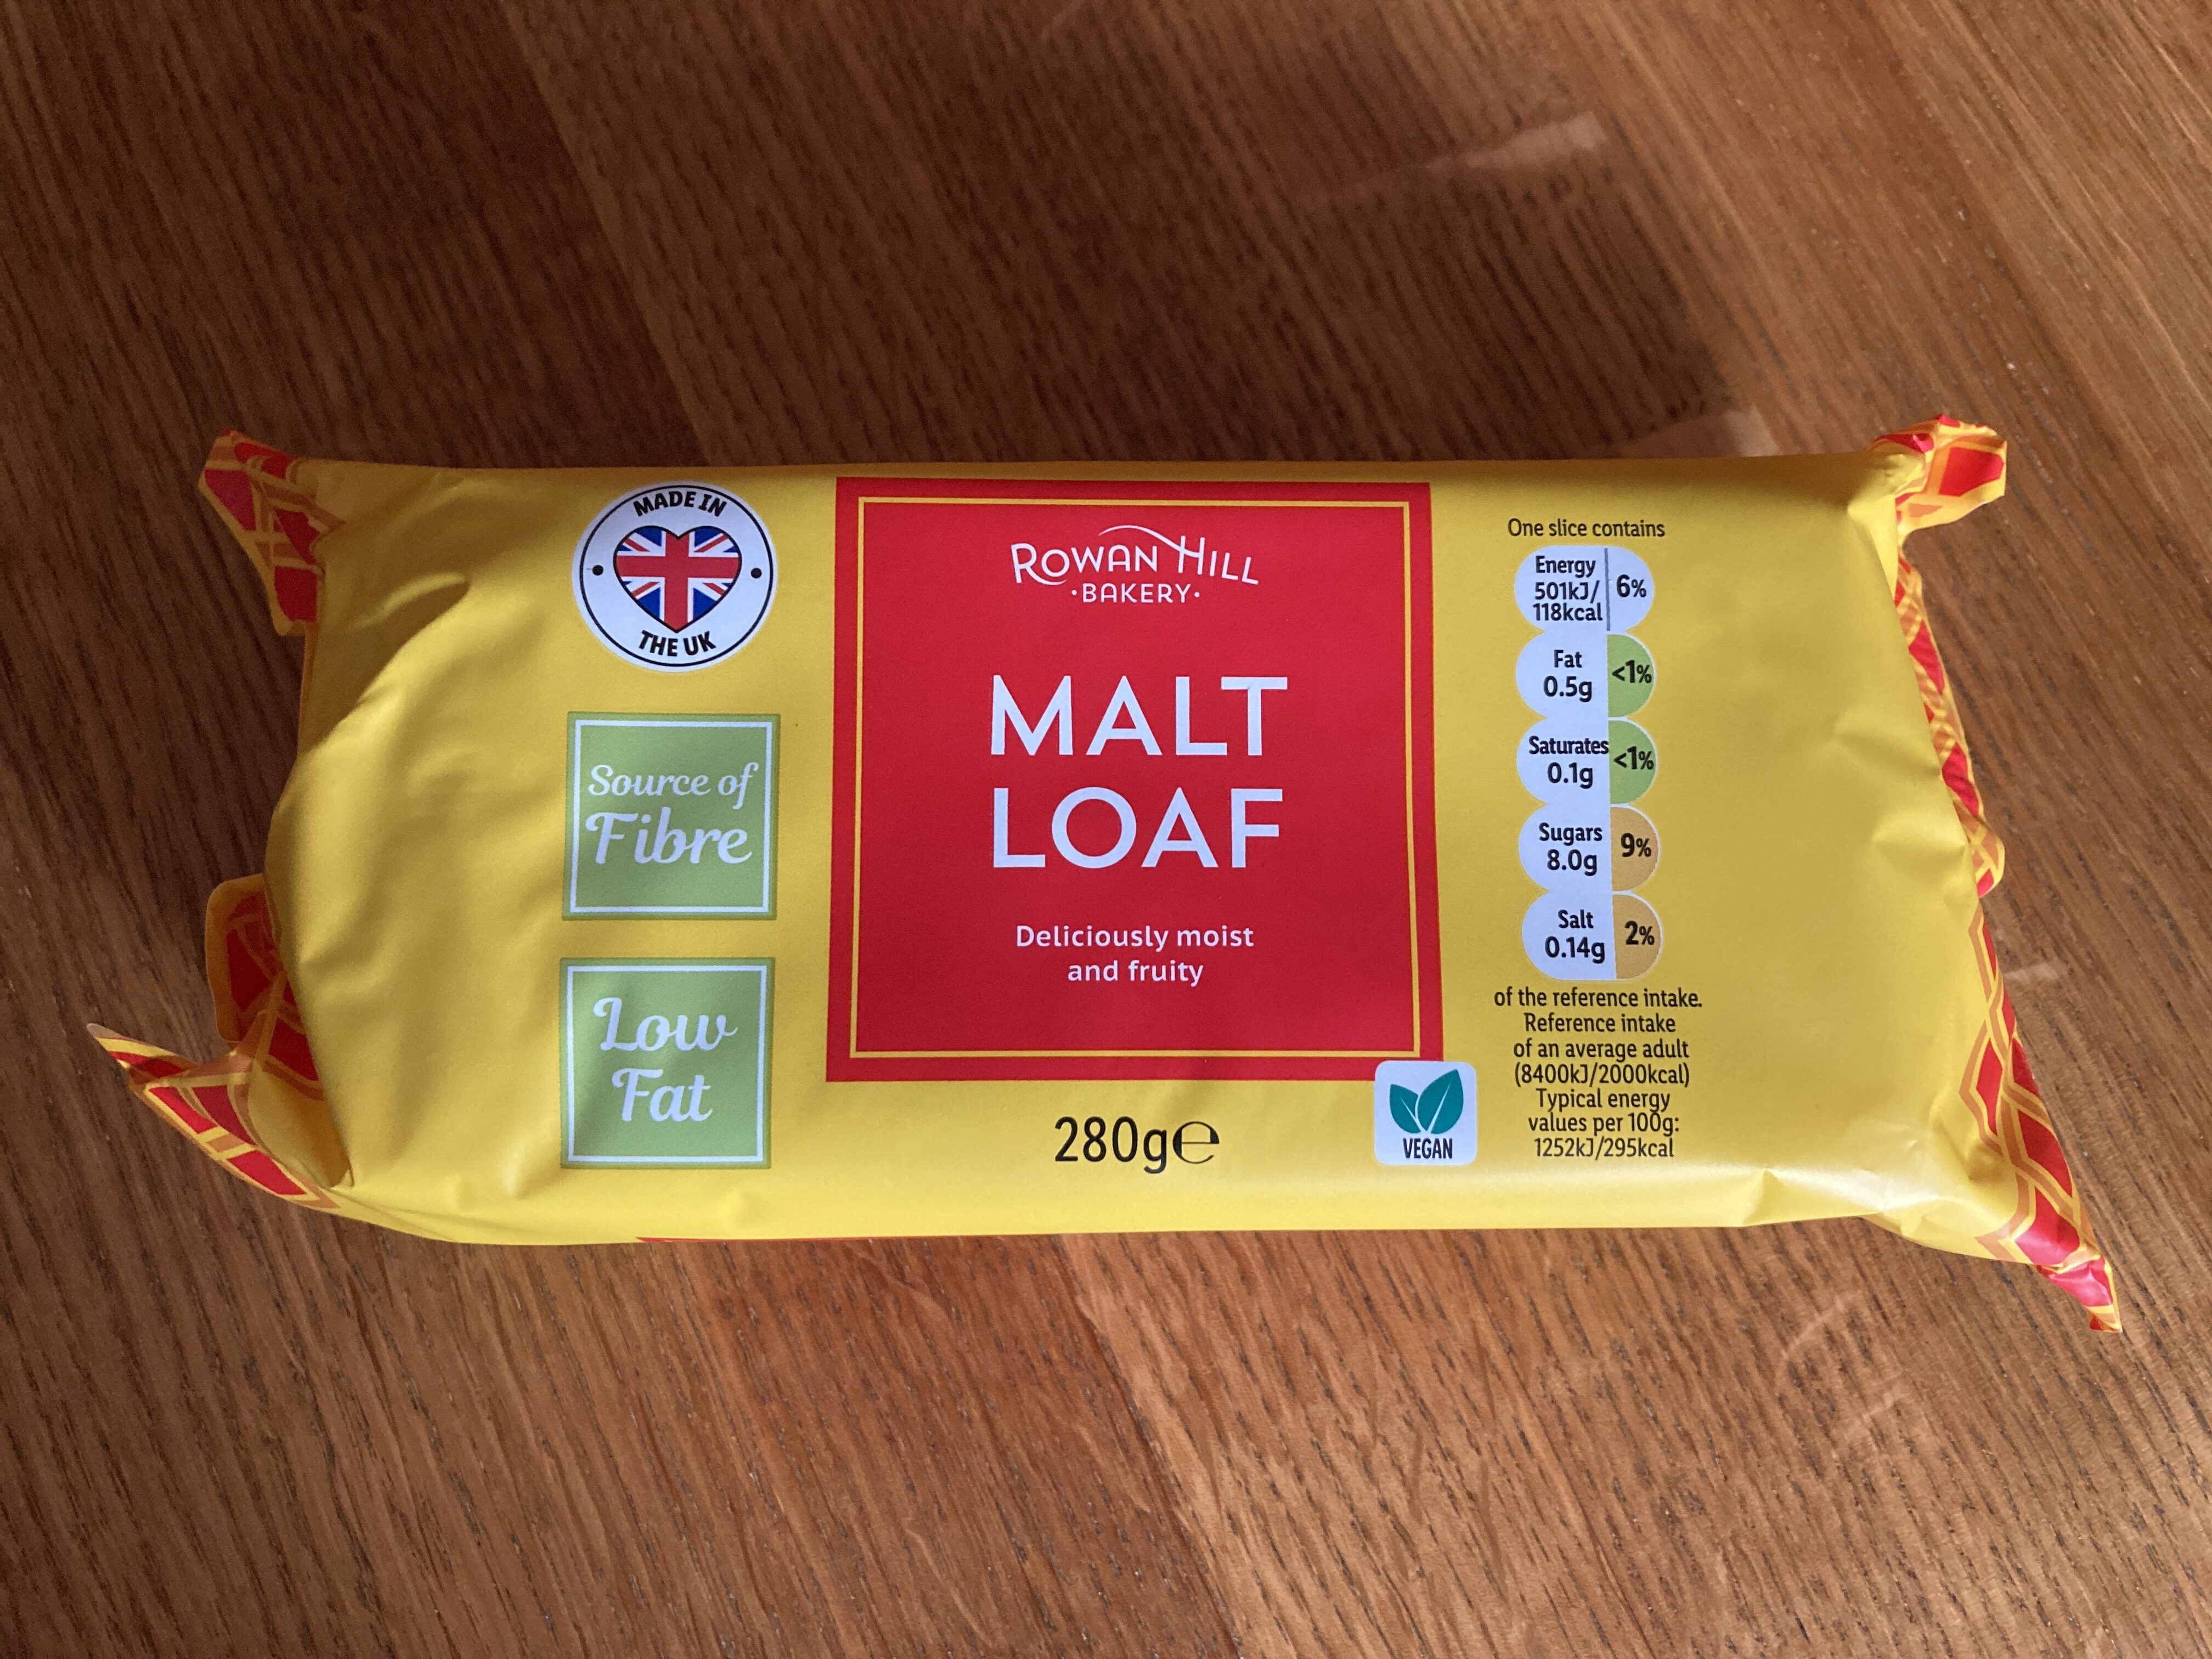 MADE IN
THE UK
Source of
Fibre
Low
Fat
ROWAN HILL
·BAKERY·
MALT
LOAF
Deliciously moist
and fruity
280g℮
VEGAN
One slice contains
Energy
501kJ/
118kcal
6%
Fat
0.5g
<1%
Saturates
0.1g
<1%
Sugars
8.0g
9%
Salt
0.14g
2%
of the reference intake.
Reference intake
of an average adult
(8400kJ/2000kcal)
Typical energy
values per 100g:
1252kJ/295kcal